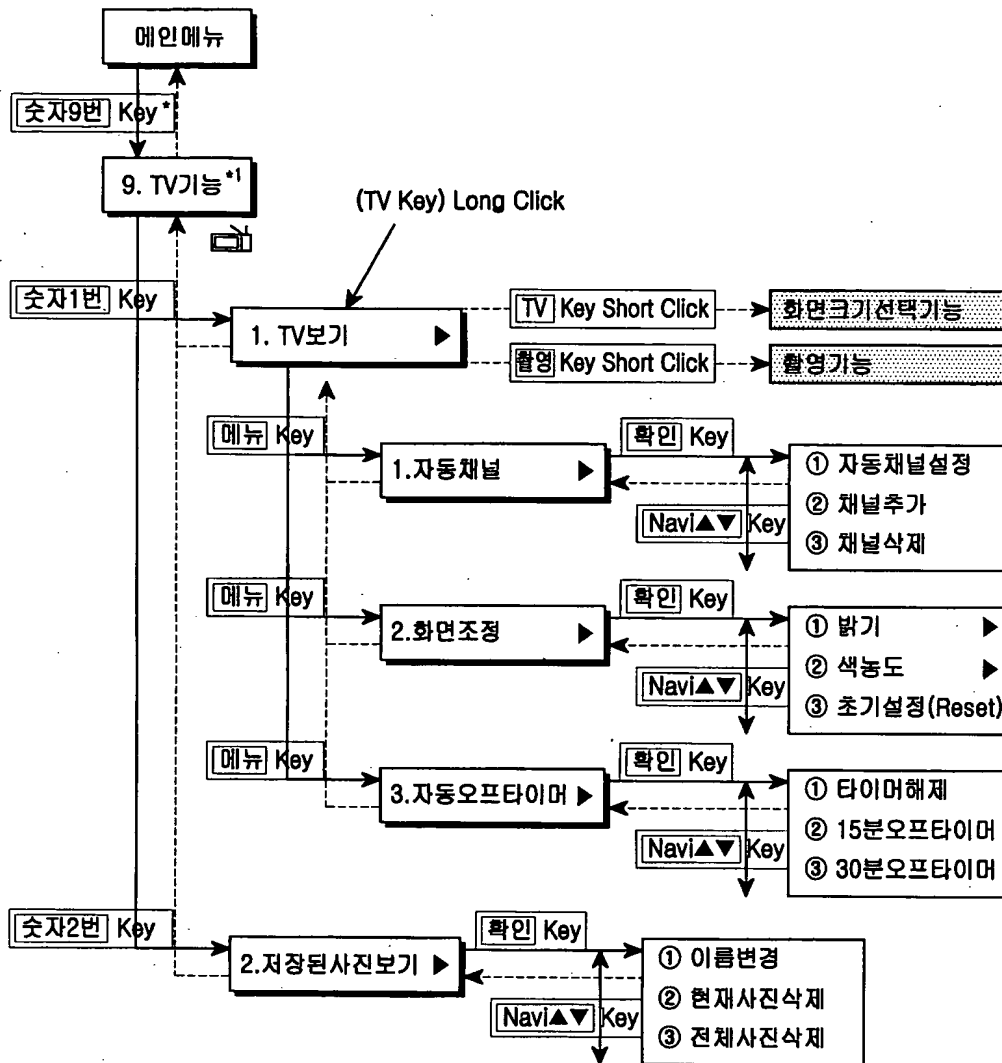 메인메뉴
숫자9번 Key *
9. TV기능 *1
(TV Key) Long Click
숫자1번 Key
1. TV보기 ▶
TV Key Short Click
화면크기선택기능
촬영 Key Short Click
촬영기능
메뉴 Key
1.자동채널 ▶
확인 Key
Navi▲▼ Key
① 자동채널설정
② 채널추가
③ 채널삭제
메뉴 Key
2.화면조정 ▶
확인 Key
Navi▲▼ Key
① 밝기 ▶
② 색농도 ▶
③ 초기설정(Reset)
메뉴 Key
3.자동오프타이머 ▶
확인 Key
Navi▲▼ Key
① 타이머해제
② 15분오프타이머
③ 30분오프타이머
숫자2번 Key
2.저장된사진보기 ▶
확인 Key
Navi▲▼ Key
① 이름변경
② 현재사진삭제
③ 전체사진삭제